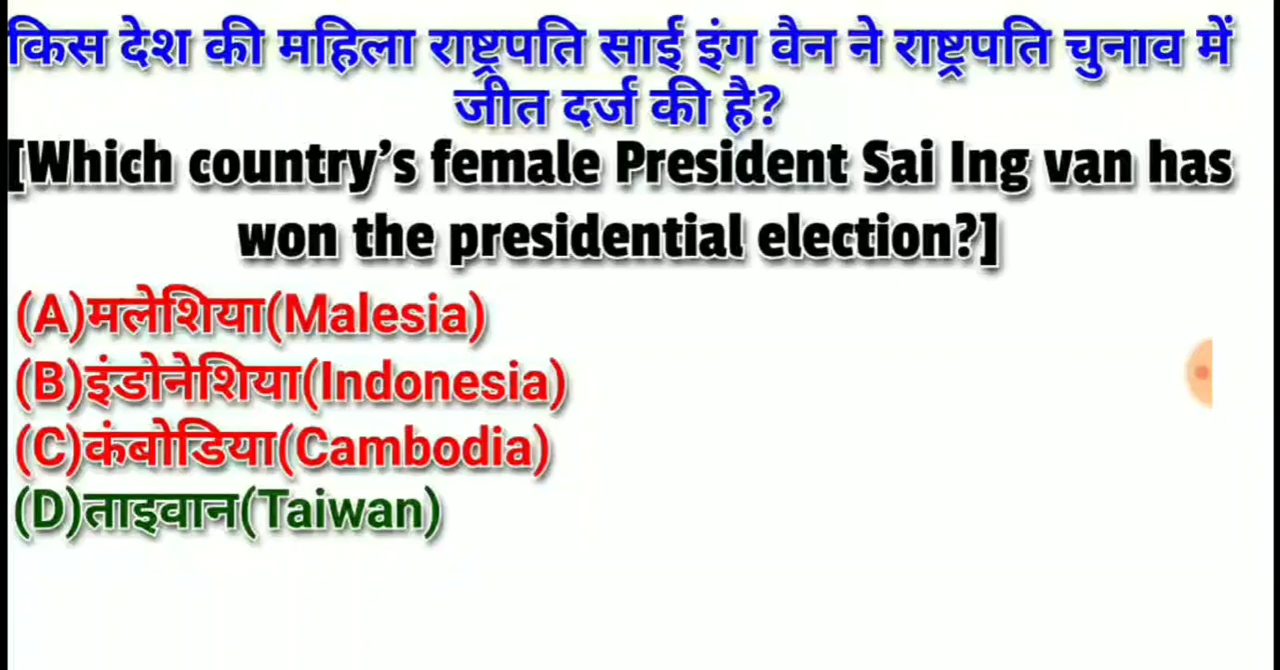 किस देश की महिला राष्ट्रपति साई इंग वैन ने राष्ट्रपति चुनाव में
जीत दर्ज की है?
[Which country’s female President Sai Ing van has
won the presidential election?]
(A)मलेशिया(Malesia)
(B)इंडोनेशिया(Indonesia)
(C)कंबोडिया(Cambodia)
(D)ताइवान(Taiwan)